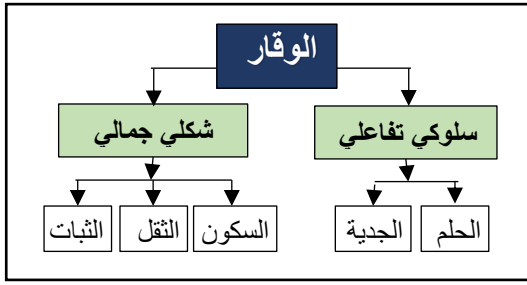 الوقار
سلوكي تفاعلي
شكلي جمالي
الحلم
الجدية
السكون
الثقل
الثبات